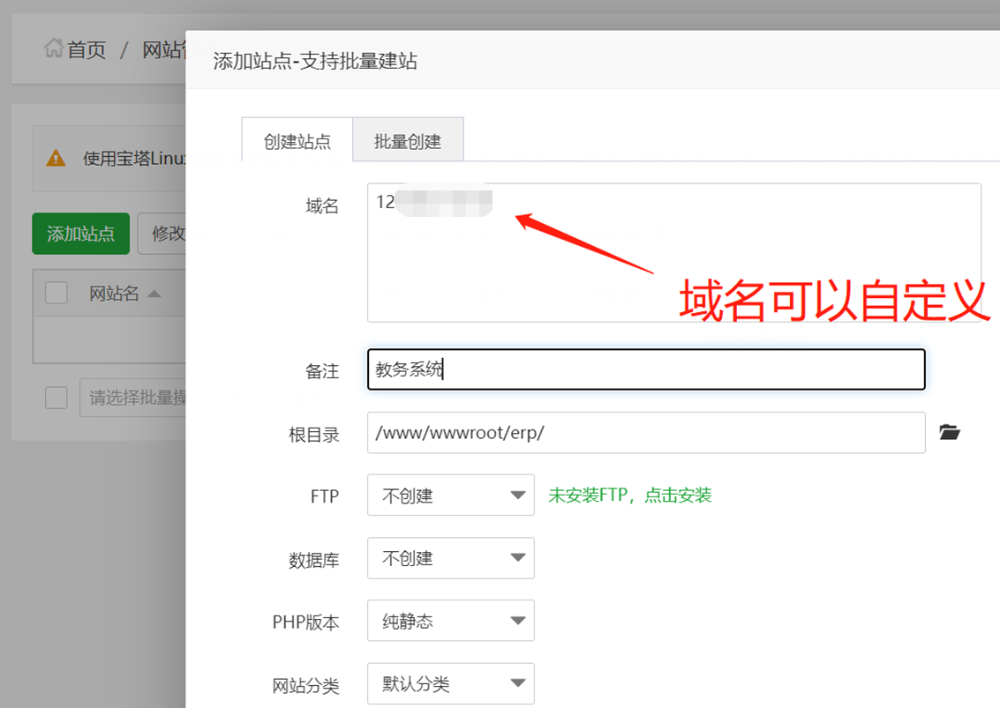 首页 / 网站
添加站点-支持批量建站
创建站点 批量创建
使用宝塔Linu
域名 12
添加站点 修改
域名可以自定义
网站名
备注 教务系统
请选择批量操
根目录 /www/wwwroot/erp/
FTP 不创建 未安装FTP，点击安装
数据库 不创建
PHP版本 纯静态
网站分类 默认分类